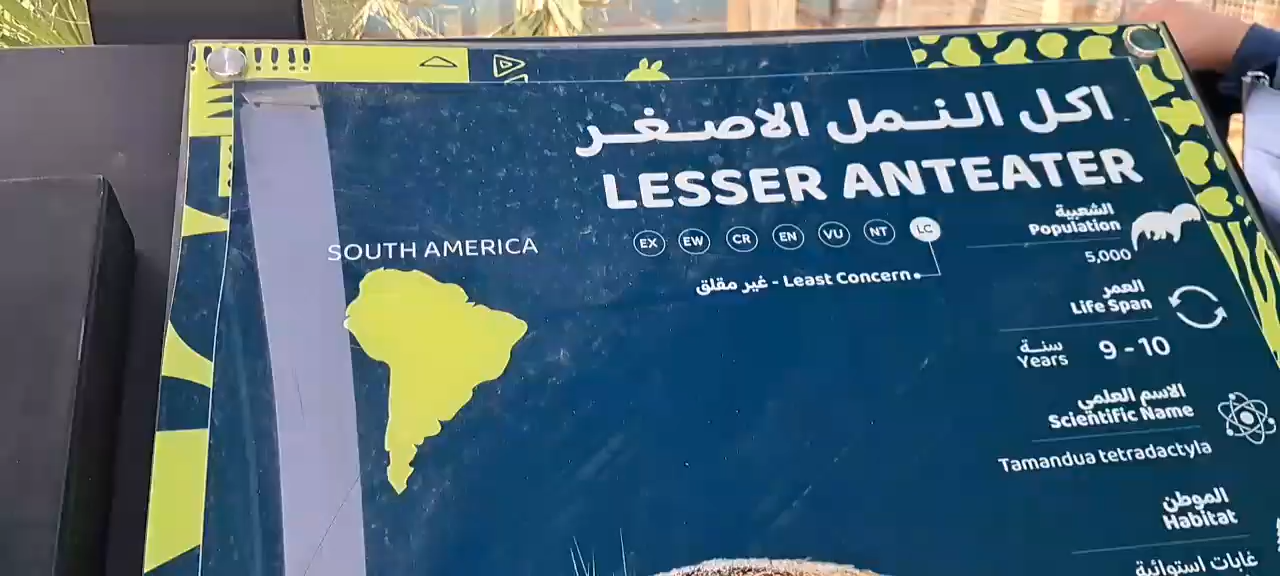 اكل النمل الاصغر
LESSER ANTEATER
SOUTH AMERICA
EX EW CR EN VU NT LC
غير مقلق - Least Concern
الشعبية
Population
5,000
العمر
Life Span
سنة
Years
9 - 10
الاسم العلمي
Scientific Name
Tamandua tetradactyla
الموطن
Habitat
غابات استوائية